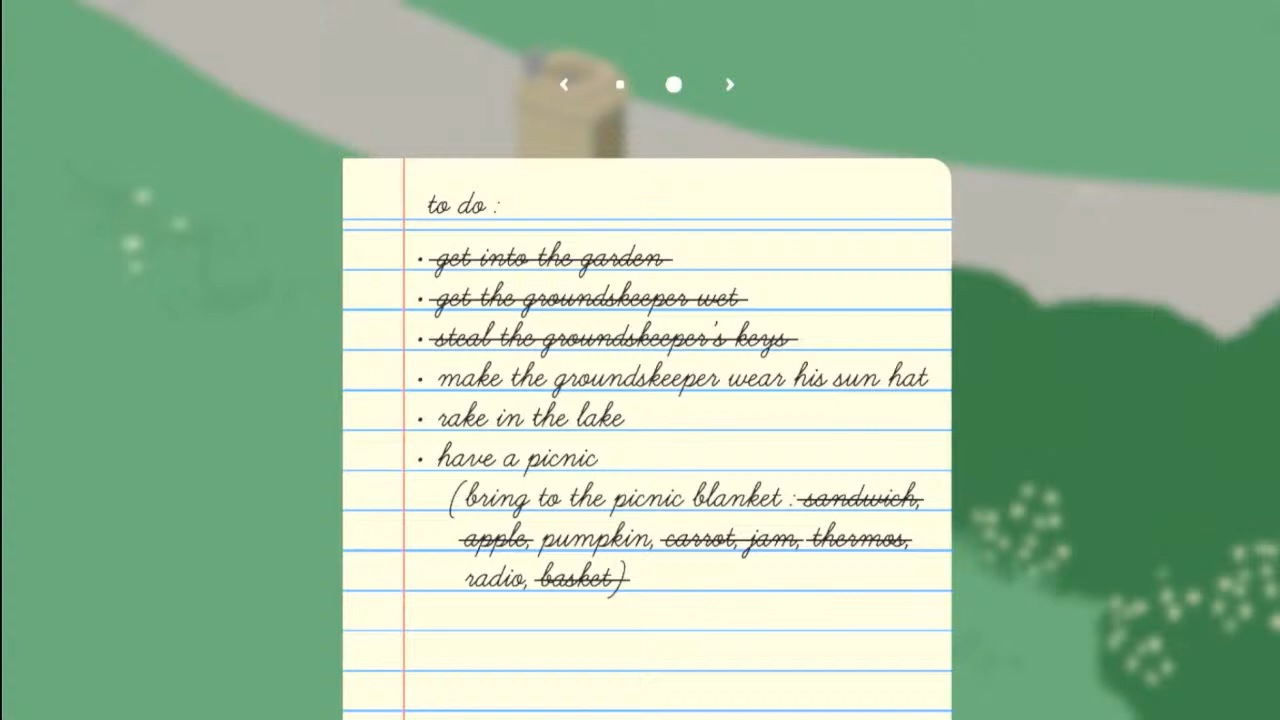 to do :
· get into the garden
· get the groundskeeper wet
· steal the groundskeeper's keys
· make the groundskeeper wear his sun hat
· rake in the lake
· have a picnic
(bring to the picnic blanket : sandwich,
apple, pumpkin, carrot, jam, thermos,
radio, basket)